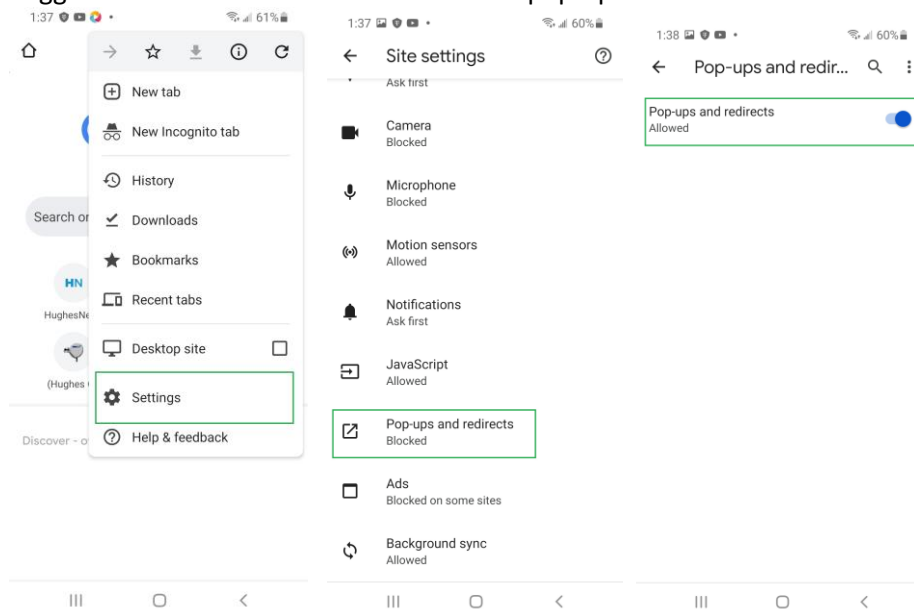 1:37
61%
New tab
New Incognito tab
History
Search or
Downloads
Bookmarks
HN
Recent tabs
HughesNe
Desktop site
(Hughes
Settings
Discover - o
Help & feedback
1:37
60%
Site settings
Ask first
Camera
Blocked
Microphone
Blocked
Motion sensors
Allowed
Notifications
Ask first
JavaScript
Allowed
Pop-ups and redirects
Blocked
Ads
Blocked on some sites
Background sync
Allowed
1:38
60%
Pop-ups and redir...
Pop-ups and redirects
Allowed